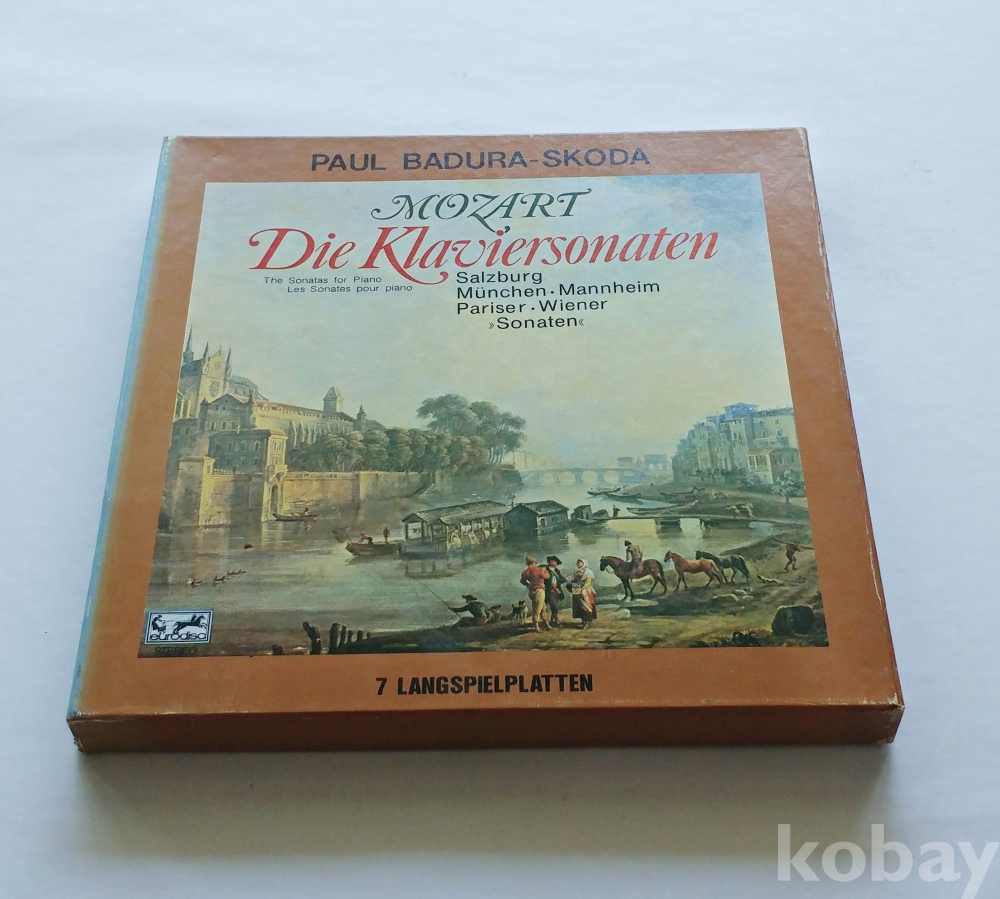 PAUL BADURA-SKODA
MOZART
Die Klaviersonaten
The Sonatas for Piano
Les Sonates pour piano
Salzburg
München · Mannheim
Pariser · Wiener
»Sonaten«
eurodisc
STEREO
7 LANGSPIELPLATTEN
kobay